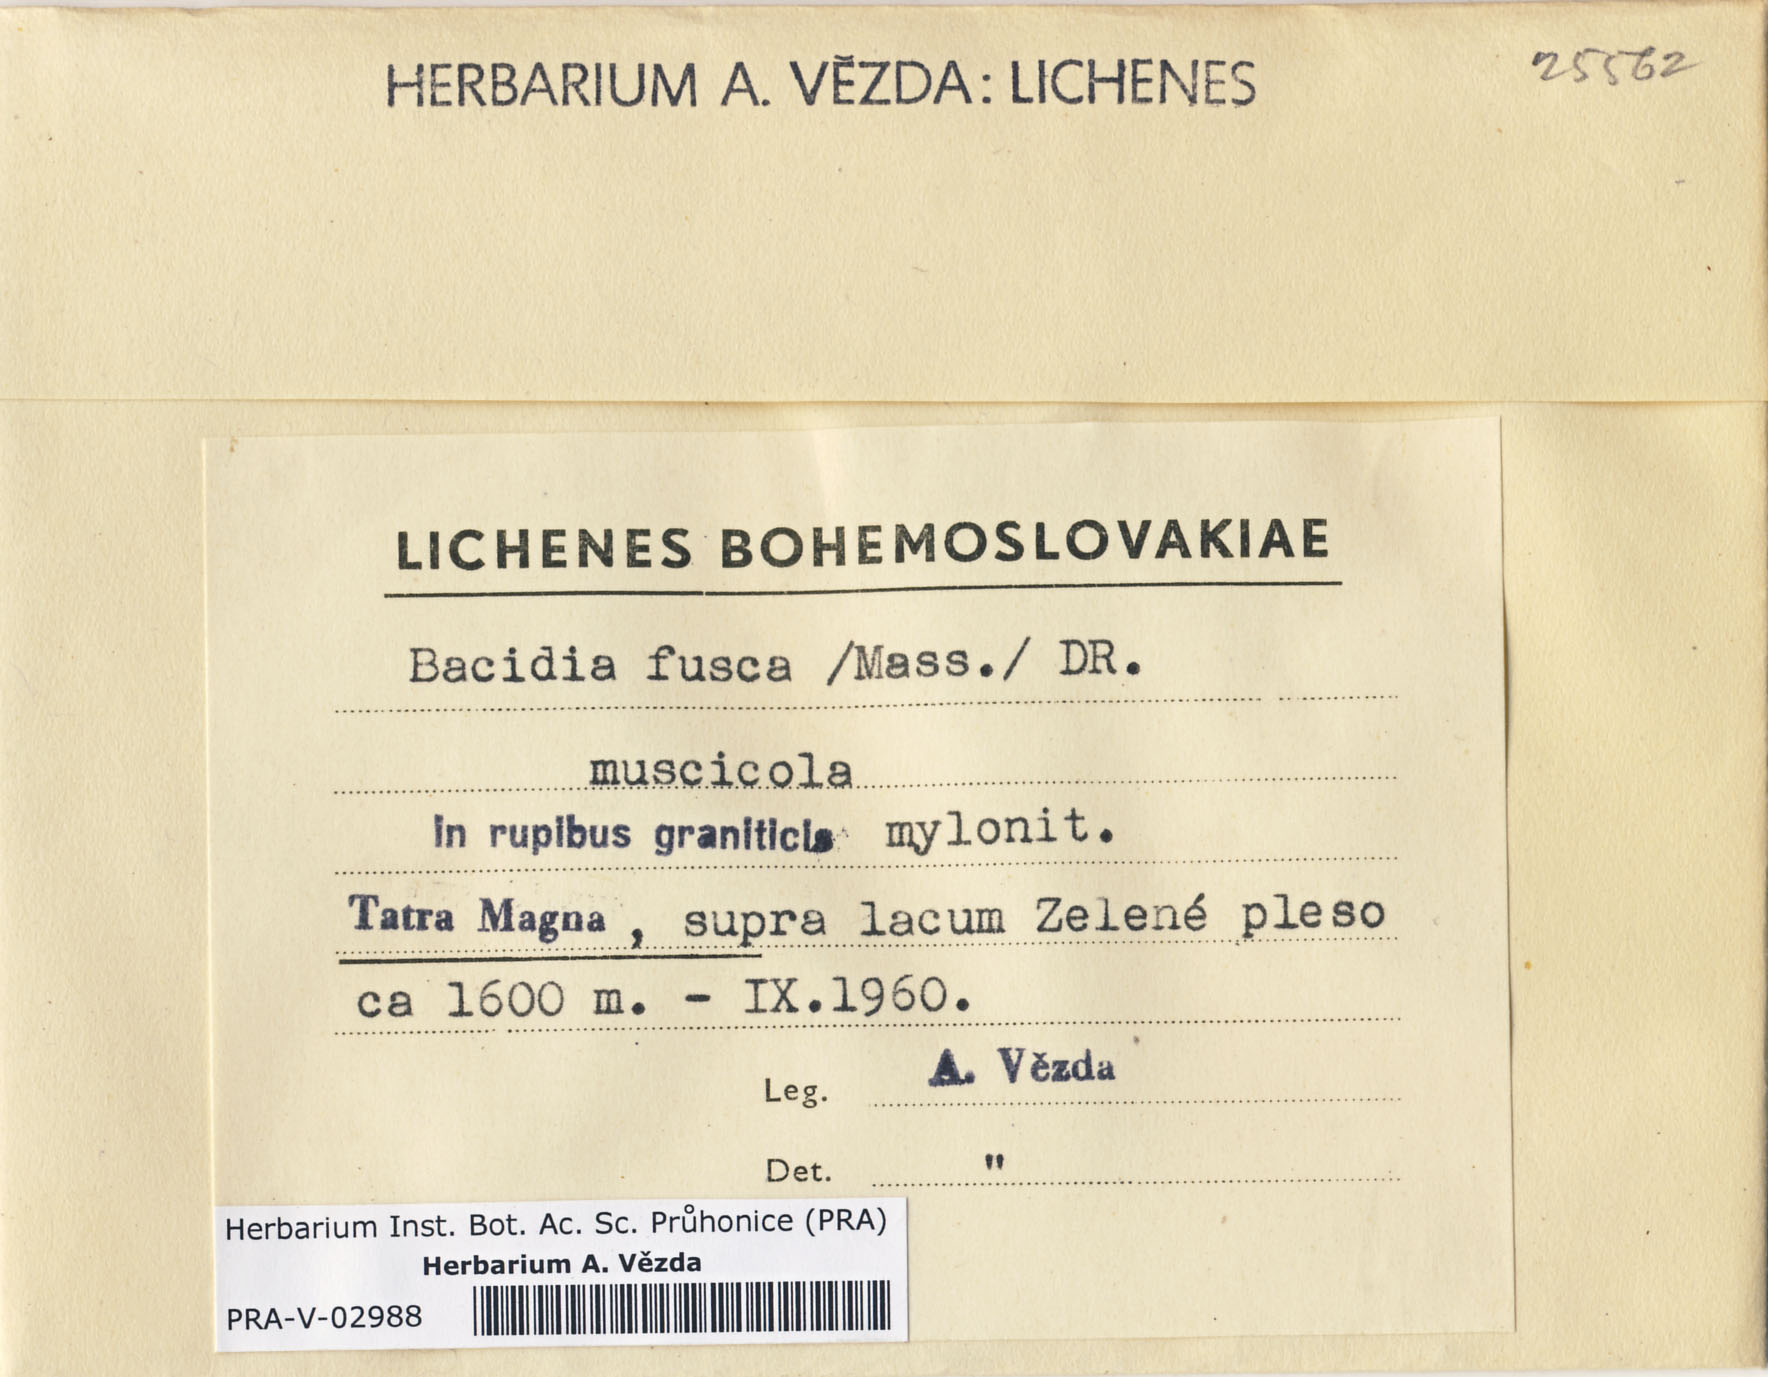 HERBARIUM A. VĚZDA: LICHENES
25562
LICHENES BOHEMOSLOVAKIAE
Bacidia fusca /Mass./ DR.
muscicola
in rupibus graniticis mylonit.
Tatra Magna, supra lacum Zelené pleso
ca 1600 m. - IX.1960.
Leg. A. Vězda
Det. "
Herbarium Inst. Bot. Ac. Sc. Průhonice (PRA)
Herbarium A. Vězda
PRA-V-02988